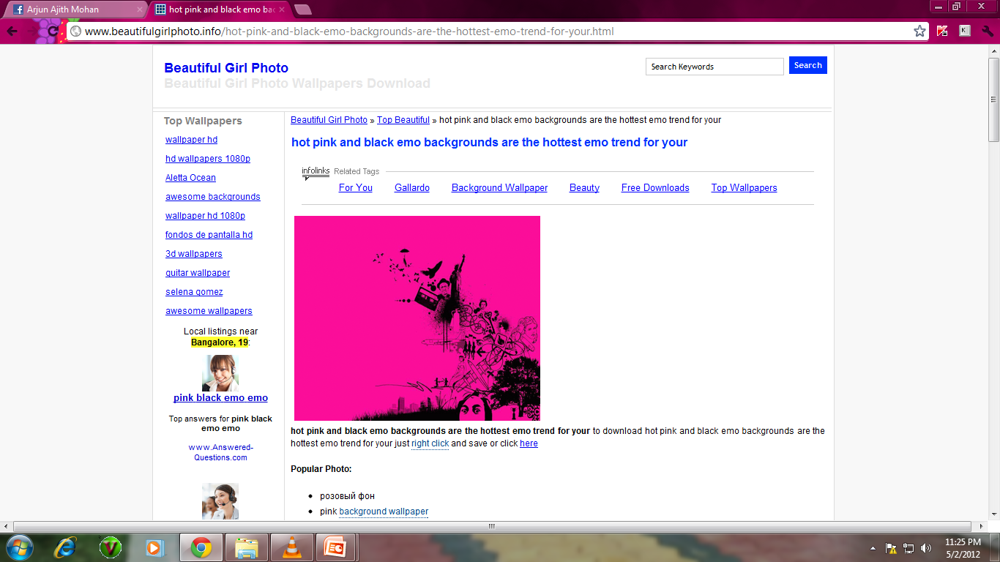 Arjun Ajith Mohan
hot pink and black emo bac
www.beautifulgirlphoto.info/hot-pink-and-black-emo-backgrounds-are-the-hottest-emo-trend-for-your.html
K
Beautiful Girl Photo
Beautiful Girl Photo Wallpapers Download
Search Keywords
Search
Top Wallpapers
wallpaper hd
hd wallpapers 1080p
Aletta Ocean
awesome backgrounds
wallpaper hd 1080p
fondos de pantalla hd
3d wallpapers
guitar wallpaper
selena gomez
awesome wallpapers
Local listings near
Bangalore, 19:
pink black emo emo
Top answers for pink black
emo emo
www.Answered-
Questions.com
Beautiful Girl Photo » Top Beautiful » hot pink and black emo backgrounds are the hottest emo trend for your
hot pink and black emo backgrounds are the hottest emo trend for your
infolinks Related Tags
For You Gallardo Background Wallpaper Beauty Free Downloads Top Wallpapers
hot pink and black emo backgrounds are the hottest emo trend for your to download hot pink and black emo backgrounds are the
hottest emo trend for your just right click and save or click here
Popular Photo:
розовый фон
pink background wallpaper
11:25 PM
5/2/2012